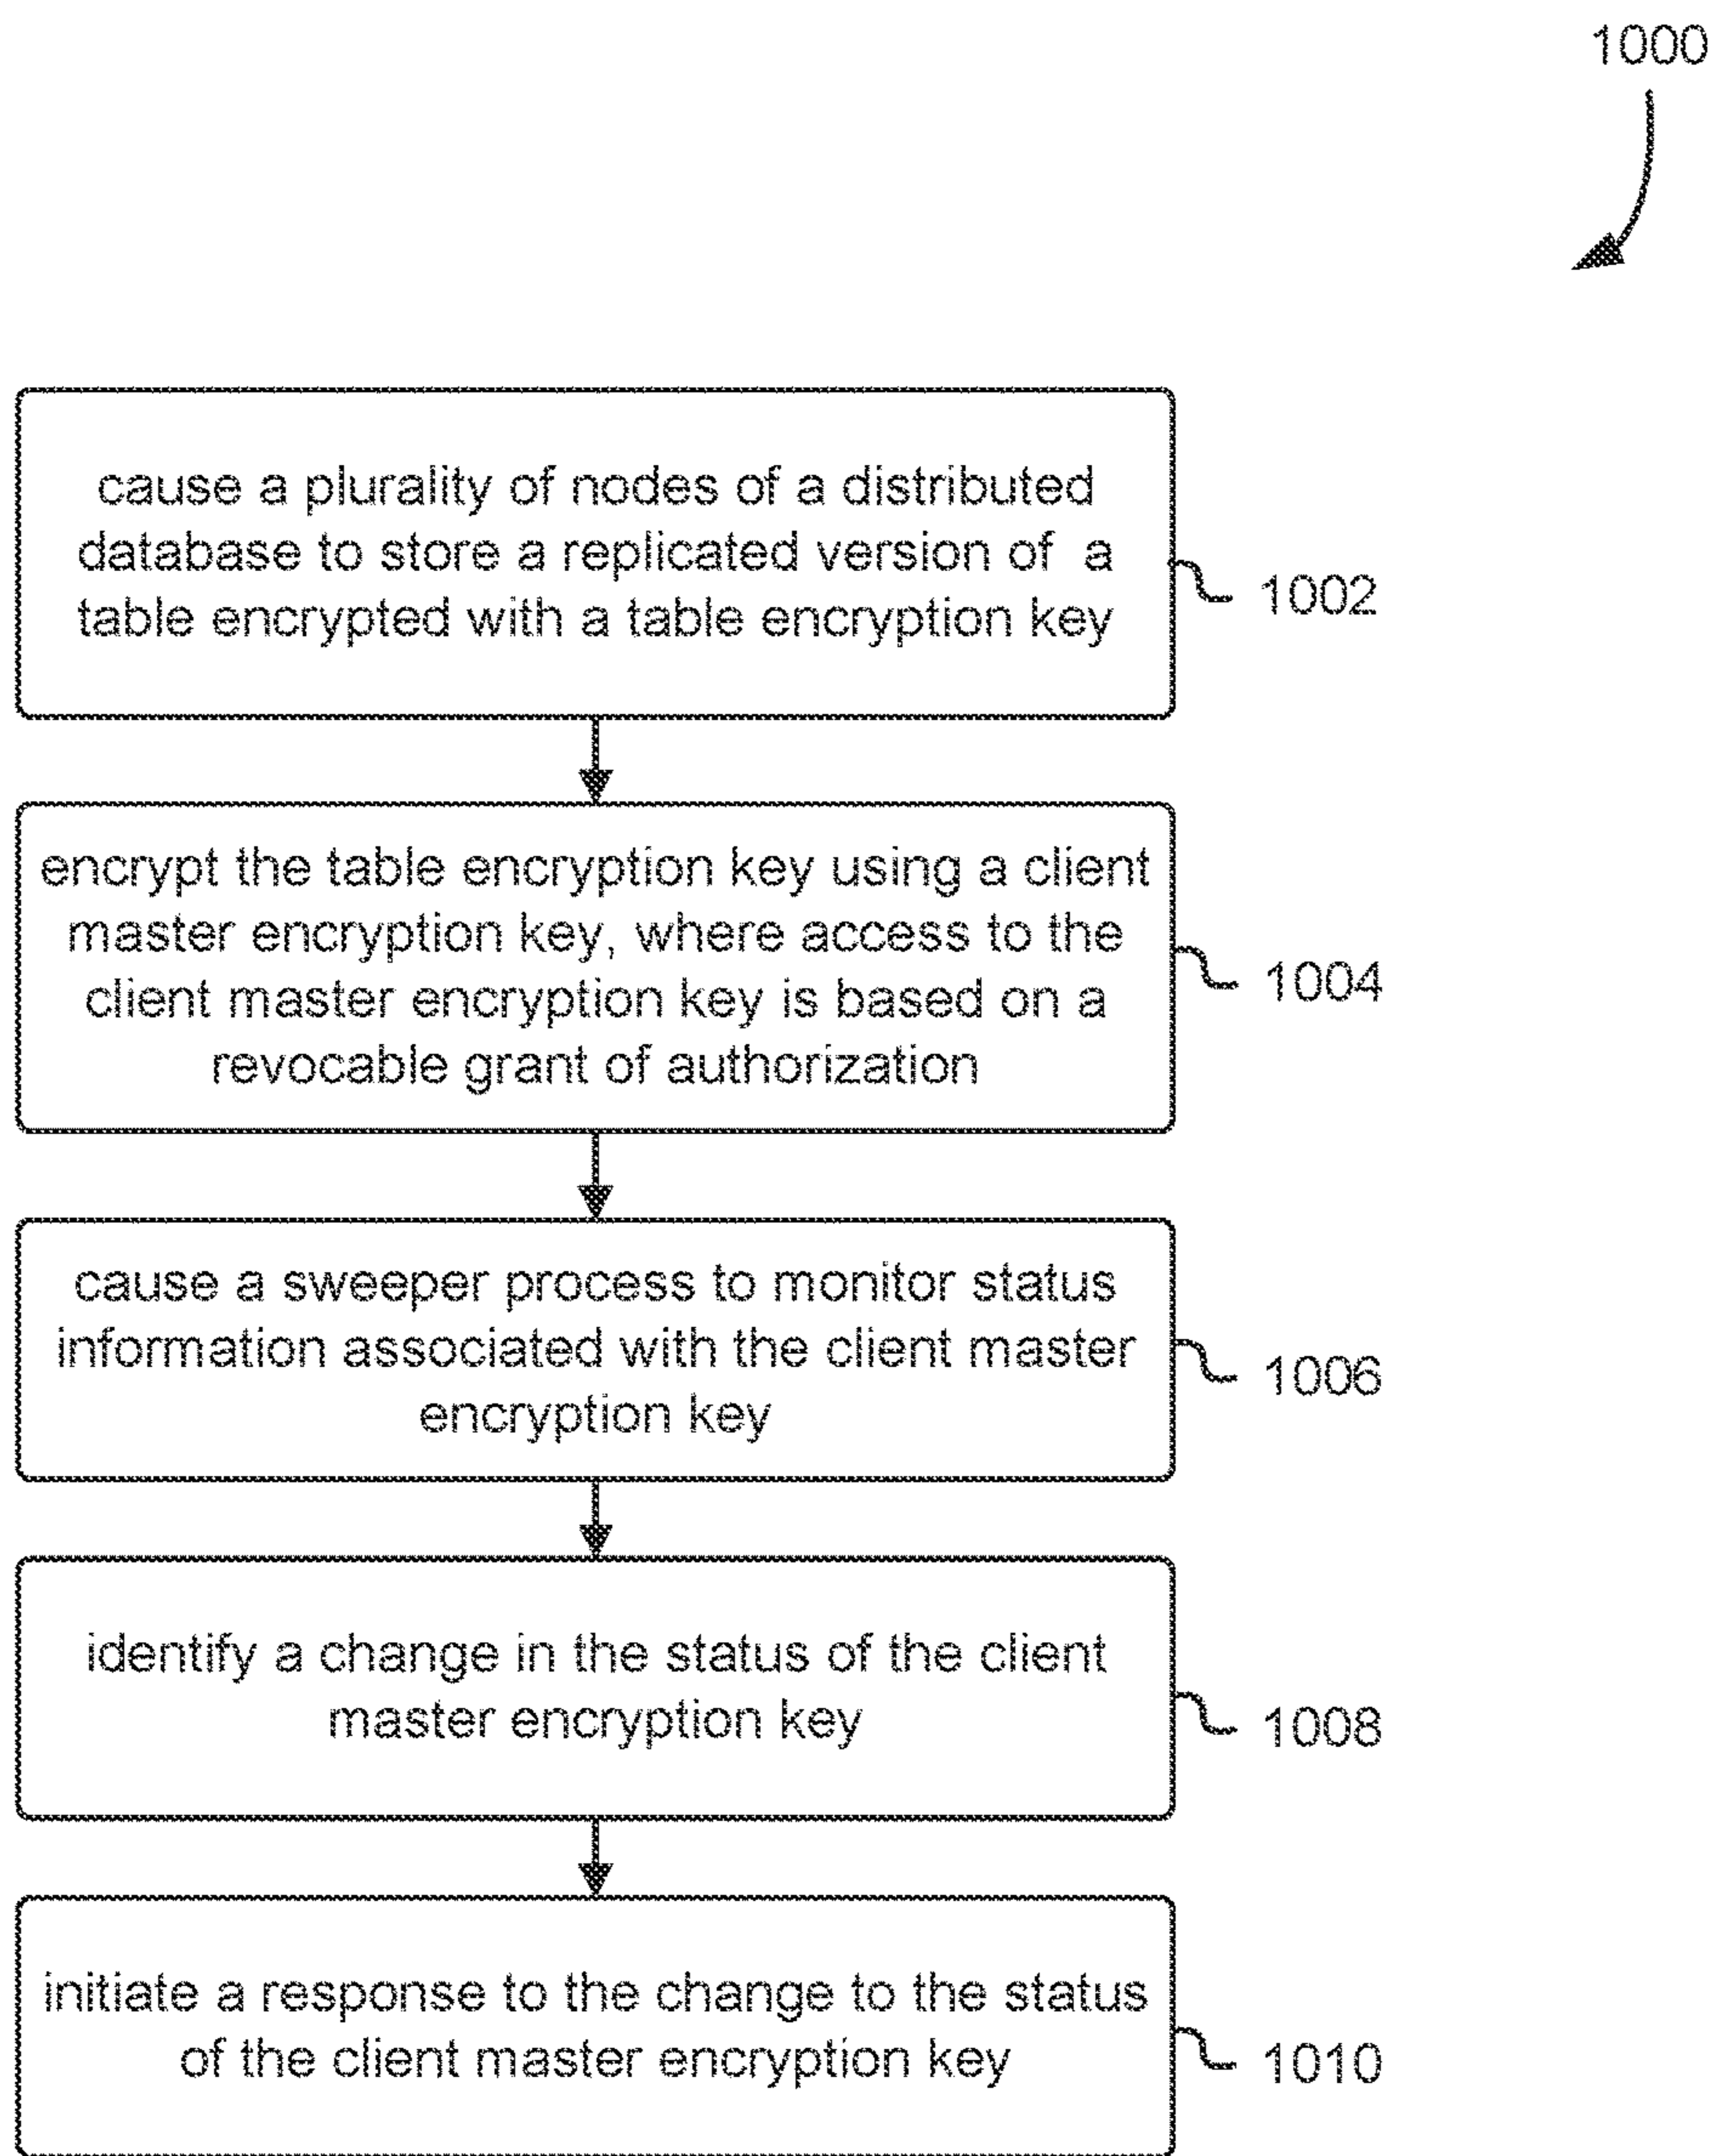 1000
cause a plurality of nodes of a distributed
database to store a replicated version of a
table encrypted with a table encryption key
1002
encrypt the table encryption key using a client
master encryption key, where access to the
client master encryption key is based on a
revocable grant of authorization
1004
cause a sweeper process to monitor status
information associated with the client master
encryption key
1006
identify a change in the status of the client
master encryption key
1008
initiate a response to the change to the status
of the client master encryption key
1010